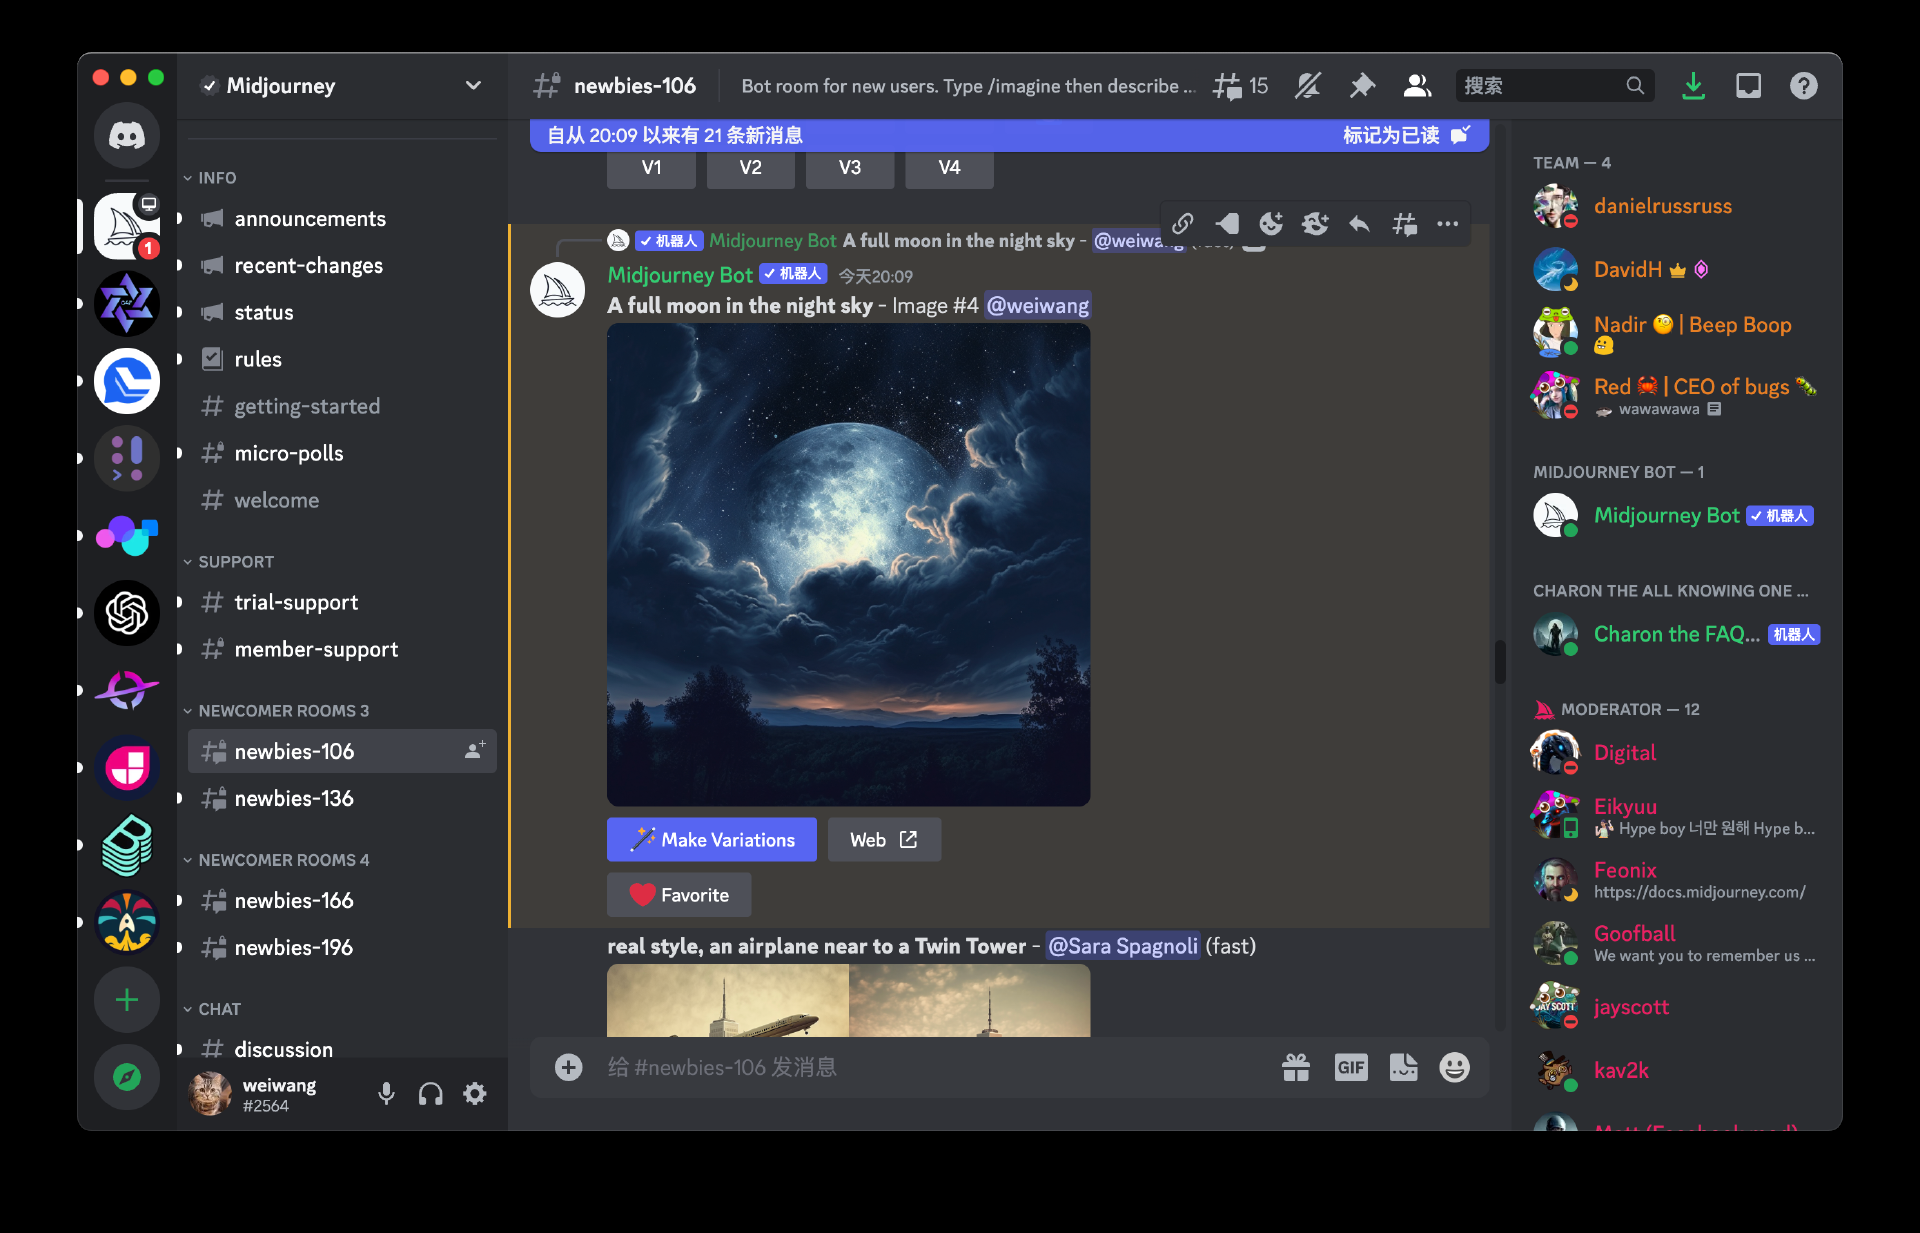 Midjourney
INFO
announcements
recent-changes
status
rules
getting-started
micro-polls
welcome
SUPPORT
trial-support
member-support
NEWCOMER ROOMS 3
newbies-106
newbies-136
NEWCOMER ROOMS 4
newbies-166
newbies-196
CHAT
discussion
weiwang
#2564
1
newbies-106
Bot room for new users. Type /imagine then describe ...
15
搜索
自从 20:09 以来有 21 条新消息
标记为已读
V1 V2 V3 V4
机器人 Midjourney Bot A full moon in the night sky - @weiwang
Midjourney Bot 机器人 今天20:09
A full moon in the night sky - Image #4 @weiwang
Make Variations
Web
Favorite
real style, an airplane near to a Twin Tower - @Sara Spagnoli (fast)
给 #newbies-106 发消息
GIF
TEAM — 4
danielrussruss
DavidH
Nadir 🧐 | Beep Boop
Red 🦀 | CEO of bugs 🐛
wawawawa
MIDJOURNEY BOT — 1
Midjourney Bot 机器人
CHARON THE ALL KNOWING ONE ...
Charon the FAQ... 机器人
MODERATOR — 12
Digital
Eikyuu
Hype boy 너만 원해 Hype b...
Feonix
https://docs.midjourney.com/
Goofball
We want you to remember us ...
jayscott
JAY SCOTT
kav2k